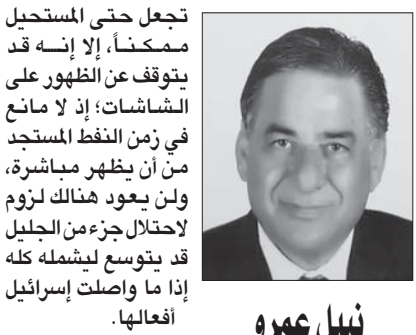 تجعل حتى المستحيل
ممكناً، إلا إنه قد
يتوقف عن الظهور على
الشاشات؛ إذ لا مانع
في زمن النفط المستجد
من أن يظهر مباشرة،
ولن يعود هنالك لزوم
لاحتلال جزء من الجليل
قد يتوسع ليشمله كله
إذا ما واصلت إسرائيل
أفعالها.
نبيل عمرو